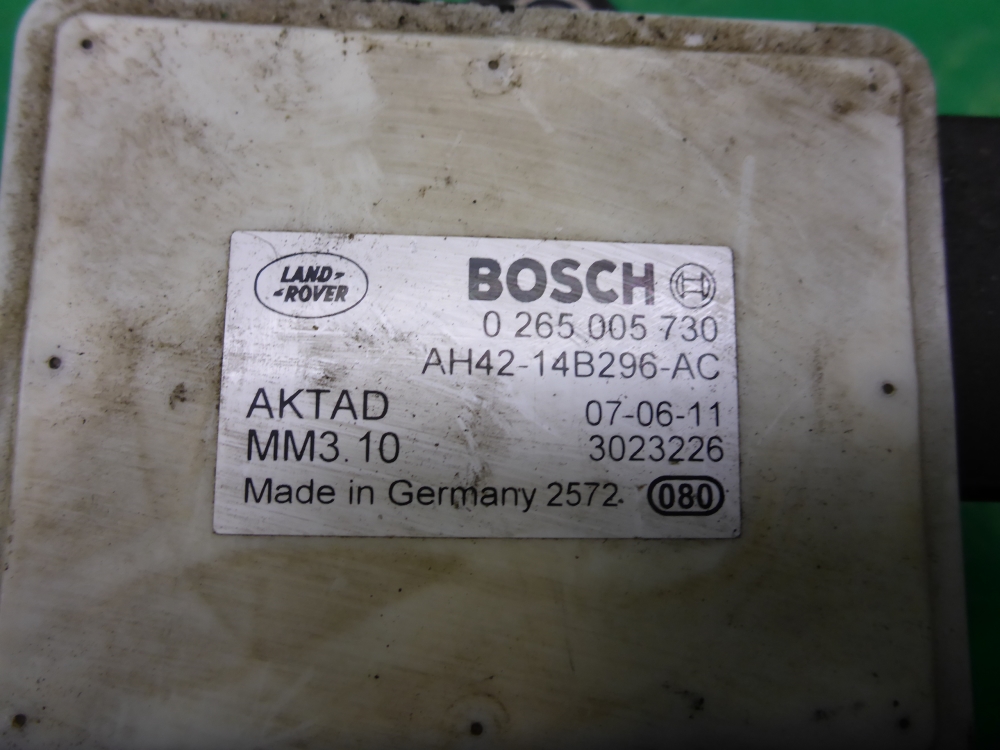 LAND-
-ROVER
BOSCH
0 265 005 730
AH42-14B296-AC
AKTAD 07-06-11
MM3.10 3023226
Made in Germany 2572 080